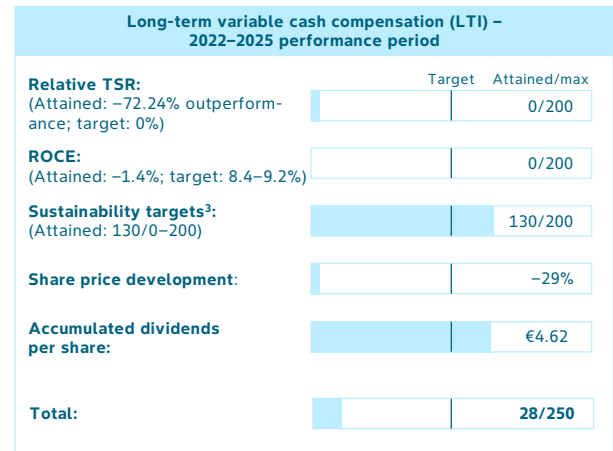 Long-term variable cash compensation (LTI) –
2022–2025 performance period
Target Attained/max
Relative TSR:
(Attained: –72.24% outperform-
ance; target: 0%)
0/200
ROCE:
(Attained: –1.4%; target: 8.4–9.2%)
0/200
Sustainability targets³:
(Attained: 130/0–200)
130/200
Share price development:
–29%
Accumulated dividends
per share:
€4.62
Total:
28/250